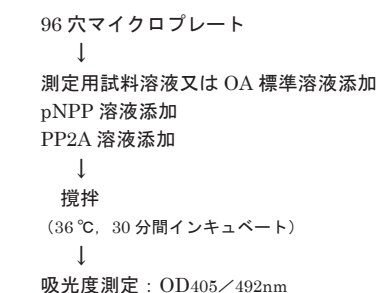 96 穴マイクロプレート
↓
測定用試料溶液又は OA 標準溶液添加
pNPP 溶液添加
PP2A 溶液添加
↓
撹拌
（36 ℃，30 分間インキュベート）
↓
吸光度測定：OD405／492nm